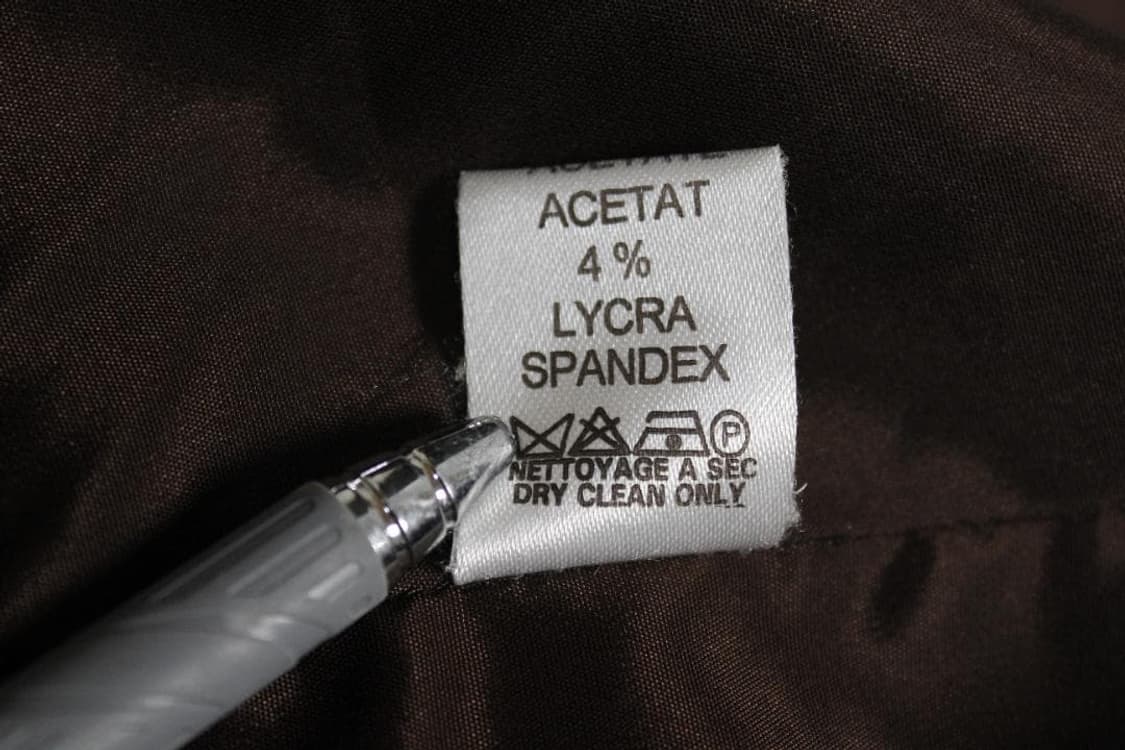 ACETAT
4 %
LYCRA
SPANDEX
P
NETTOYAGE A SEC
DRY CLEAN ONLY